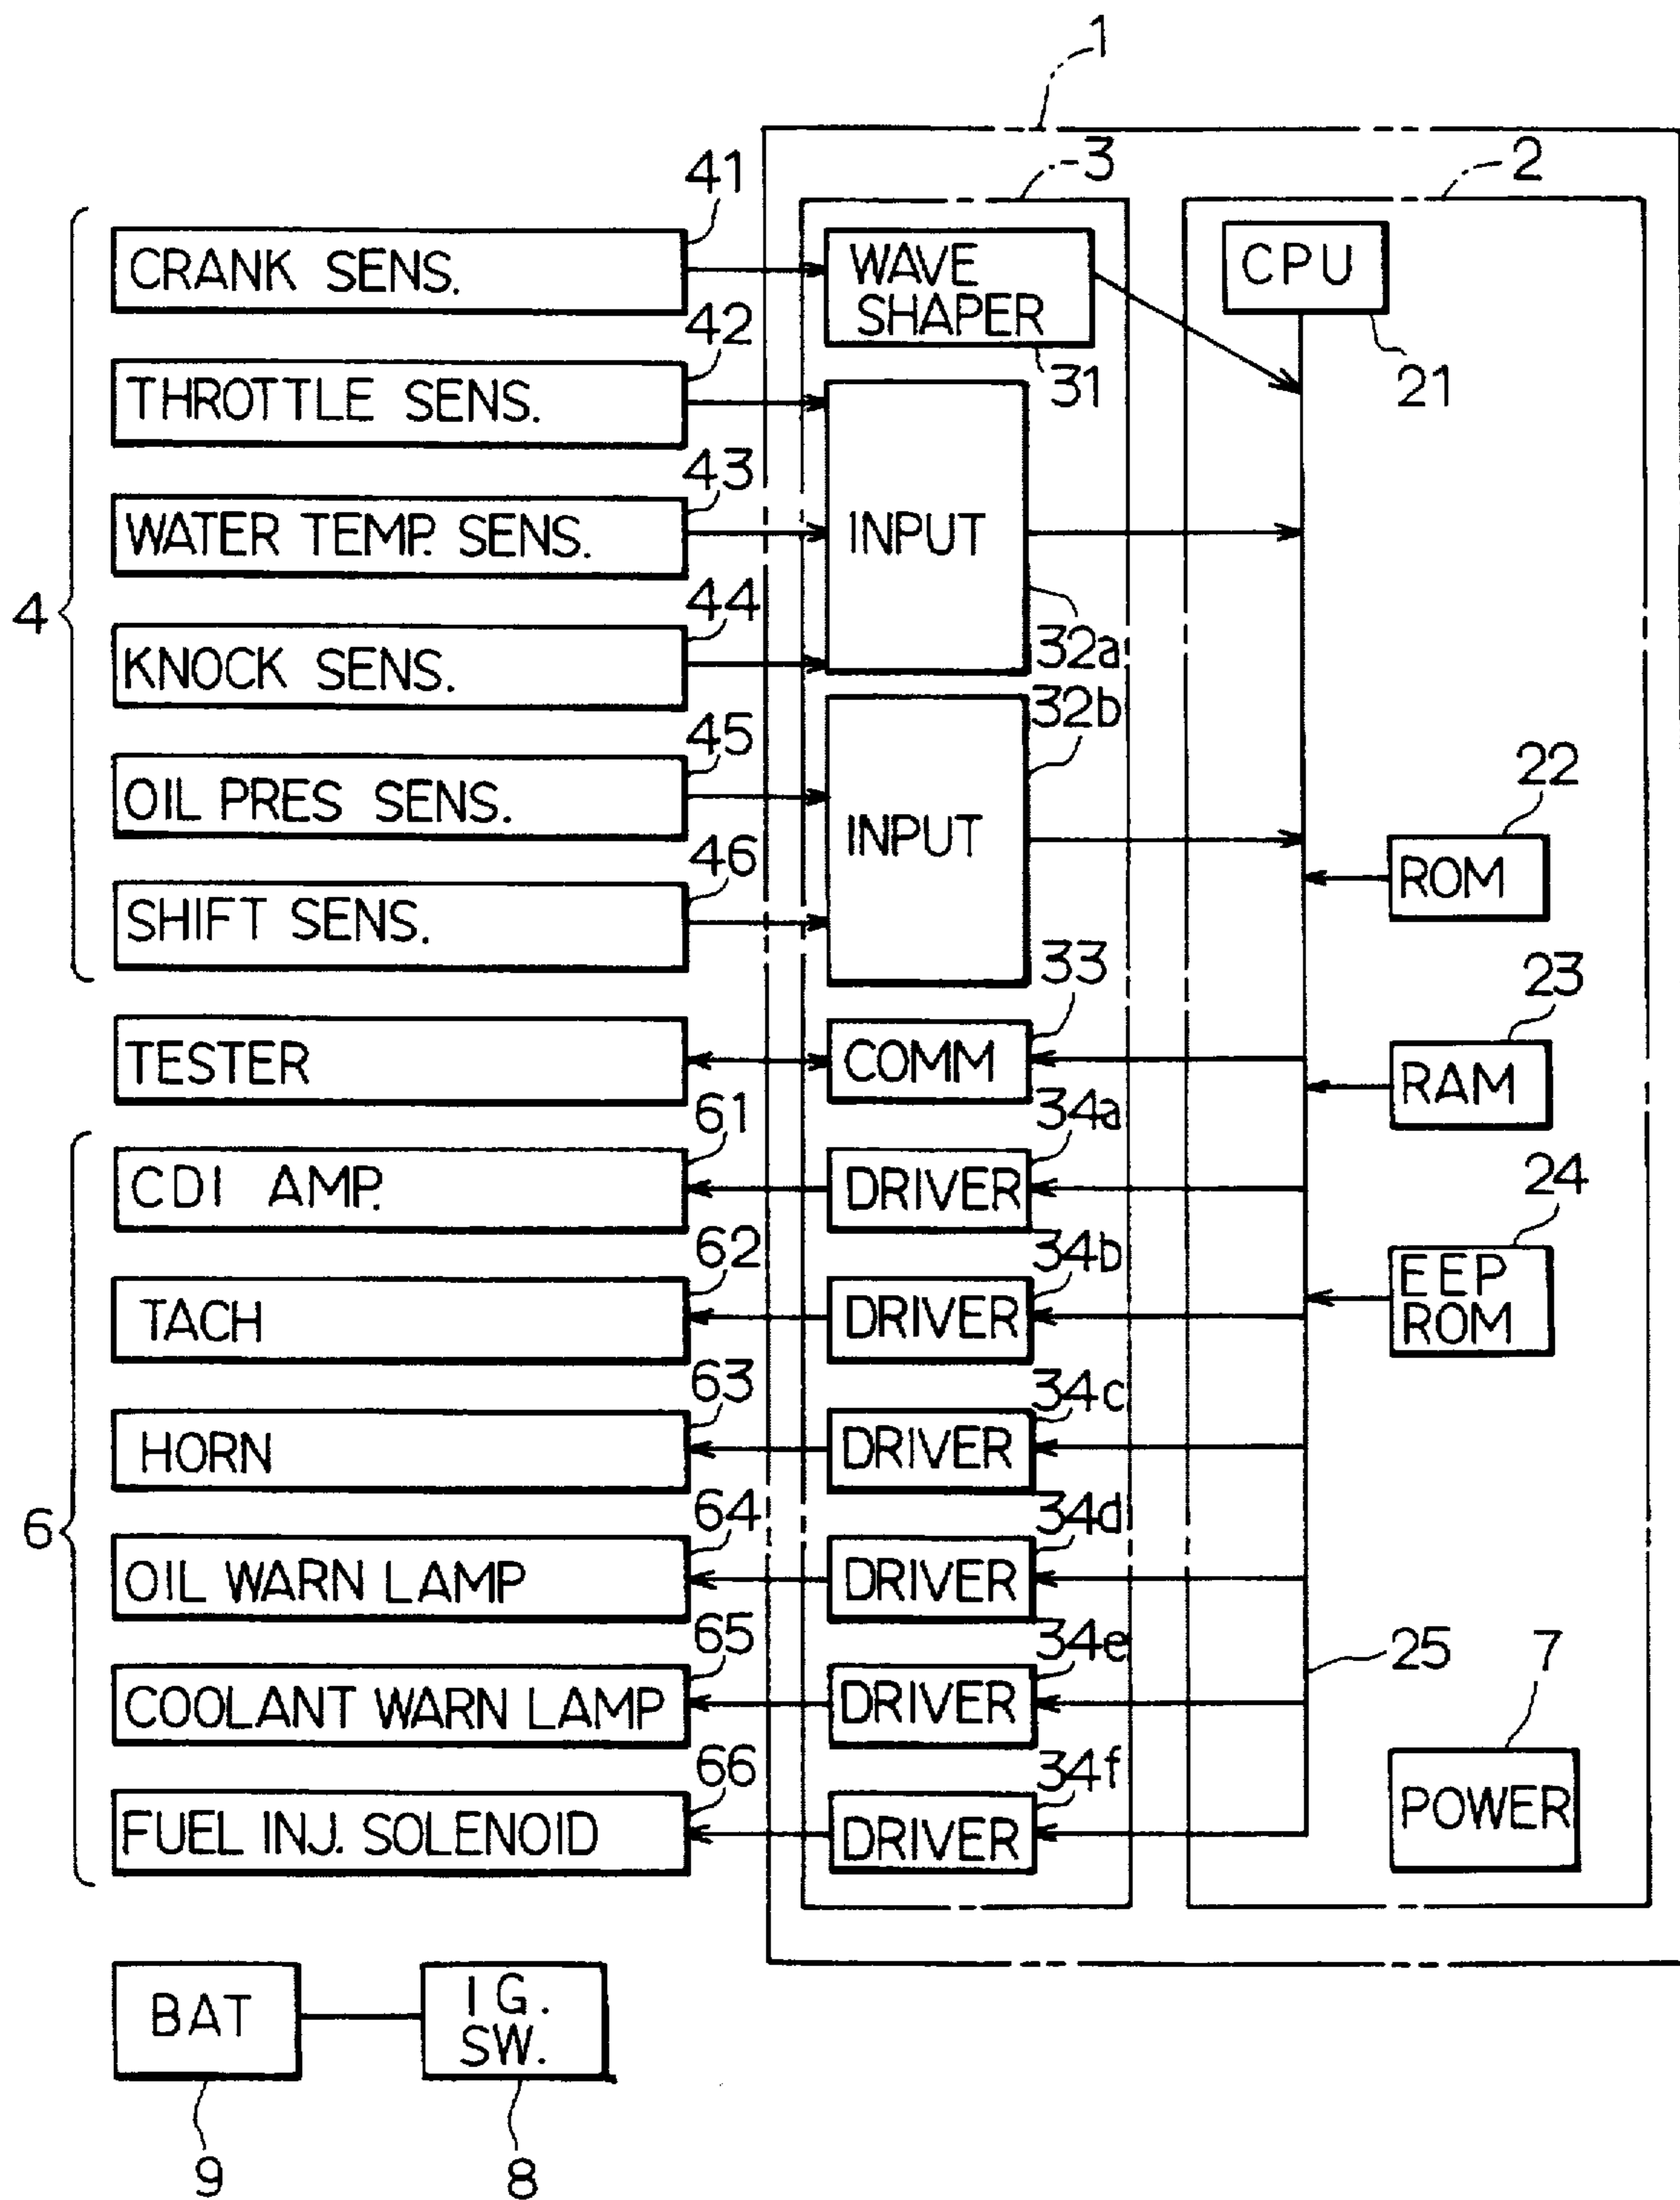 1
3
2
41
CRANK SENS.
WAVE
SHAPER
31
CPU
21
42
THROTTLE SENS.
43
WATER TEMP. SENS.
INPUT
32a
4
44
KNOCK SENS.
32b
45
OIL PRES SENS.
INPUT
22
ROM
46
SHIFT SENS.
33
23
TESTER
COMM
RAM
61
34a
CDI AMP.
DRIVER
24
EEP
ROM
62
34b
TACH
DRIVER
63
34c
HORN
DRIVER
6
64
34d
OIL WARN LAMP
DRIVER
65
34e
25
7
COOLANT WARN LAMP
DRIVER
POWER
66
34f
FUEL INJ. SOLENOID
DRIVER
BAT
IG.
SW.
9
8